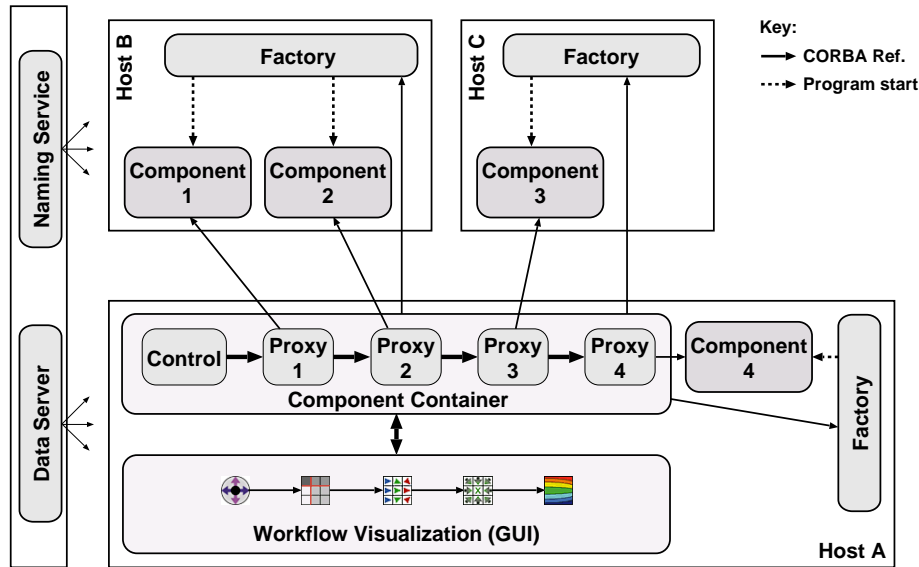 Naming Service
Data Server
Host B
Factory
Component
1
Component
2
Host C
Factory
Component
3
Key:
CORBA Ref.
Program start
Control
Proxy
1
Proxy
2
Proxy
3
Proxy
4
Component Container
Component
4
Factory
Workflow Visualization (GUI)
Host A